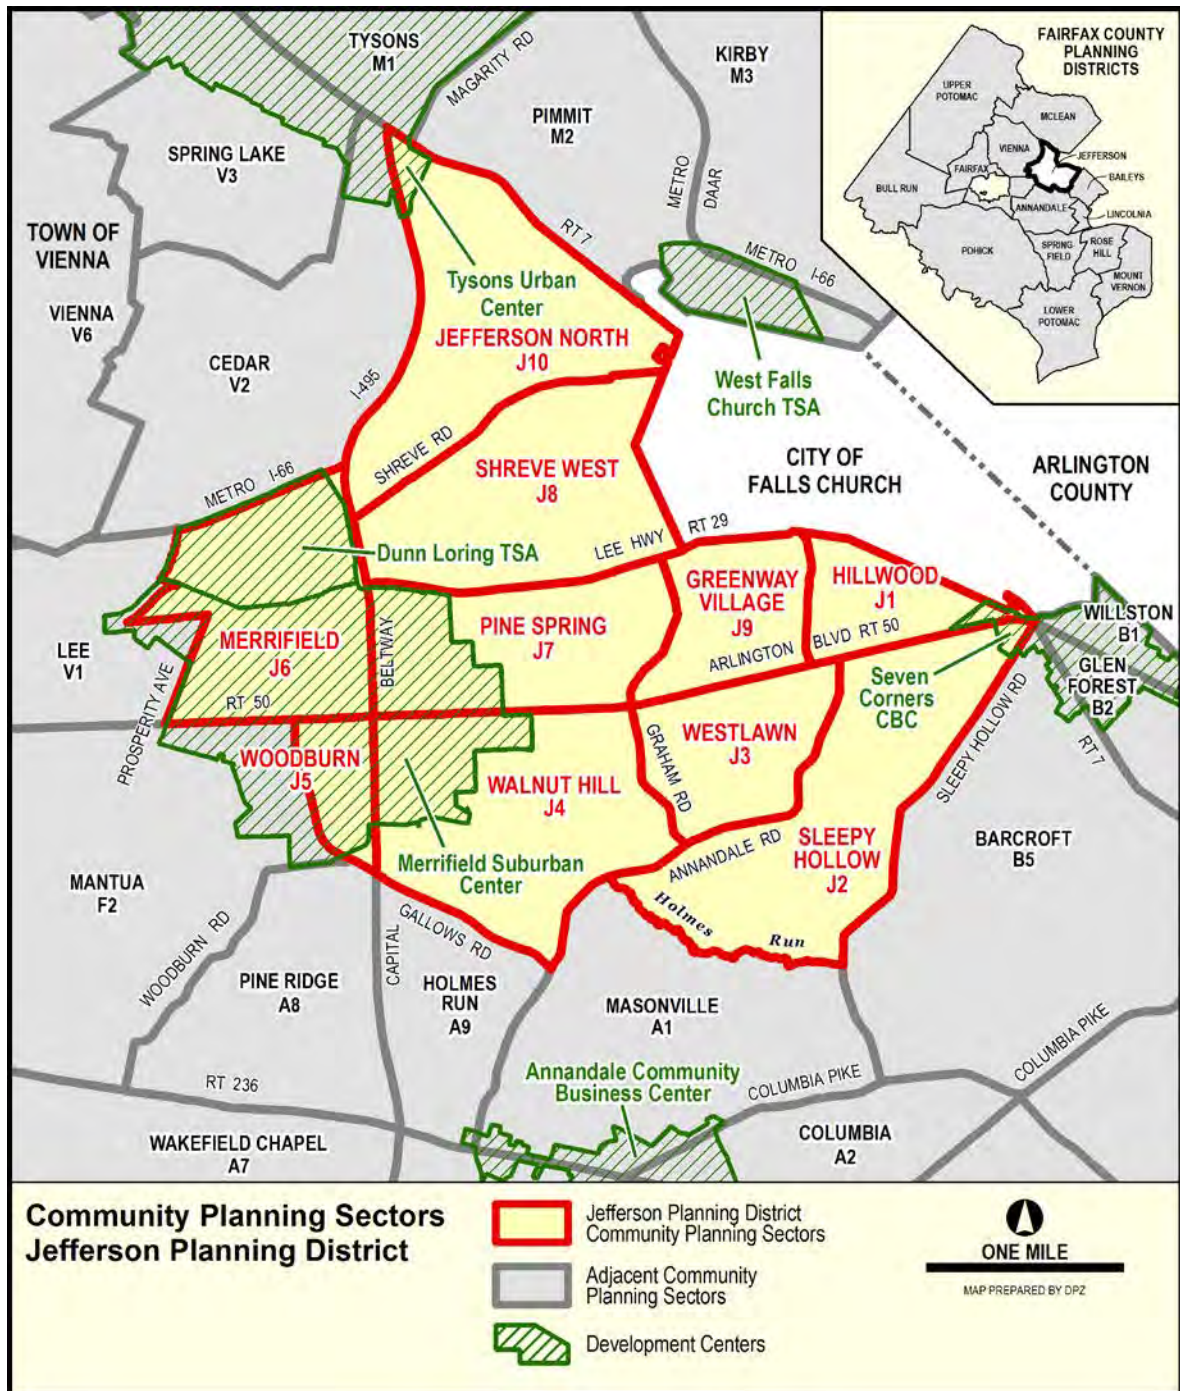 TYSONS
M1
MAGARITY RD
KIRBY
M3
PIMMIT
M2
SPRING LAKE
V3
METRO
DAAR
RT 7
METRO I-66
TOWN OF
VIENNA
VIENNA
V6
CEDAR
V2
Tysons Urban
Center
JEFFERSON NORTH
J10
I-495
West Falls
Church TSA
SHREVE RD
SHREVE WEST
J8
CITY OF
FALLS CHURCH
ARLINGTON
COUNTY
METRO I-66
Dunn Loring TSA
LEE HWY RT 29
LEE
V1
MERRIFIELD
J6
BELTWAY
PINE SPRING
J7
GREENWAY
VILLAGE
J9
HILLWOOD
J1
ARLINGTON BLVD RT 50
WILLSTON
B1
GLEN
FOREST
B2
Seven
Corners
CBC
PROSPERITY AVE
RT 50
WOODBURN
J5
WALNUT HILL
J4
GRAHAM RD
WESTLAWN
J3
SLEEPY HOLLOW RD
RT 7
ANNANDALE RD
SLEEPY
HOLLOW
J2
BARCROFT
B5
Merrifield Suburban
Center
MANTUA
F2
GALLOWS RD
Holmes Run
WOODBURN RD
CAPITAL
PINE RIDGE
A8
HOLMES
RUN
A9
MASONVILLE
A1
RT 236
Annandale Community
Business Center
COLUMBIA PIKE
COLUMBIA PIKE
WAKEFIELD CHAPEL
A7
COLUMBIA
A2
FAIRFAX COUNTY
PLANNING
DISTRICTS
UPPER
POTOMAC
MCLEAN
VIENNA
JEFFERSON
FAIRFAX
BAILEYS
BULL RUN
ANNANDALE
LINCOLNIA
POHICK
SPRING
FIELD
ROSE
HILL
MOUNT
VERNON
LOWER
POTOMAC
Community Planning Sectors
Jefferson Planning District
Jefferson Planning District
Community Planning Sectors
Adjacent Community
Planning Sectors
Development Centers
ONE MILE
MAP PREPARED BY DPZ